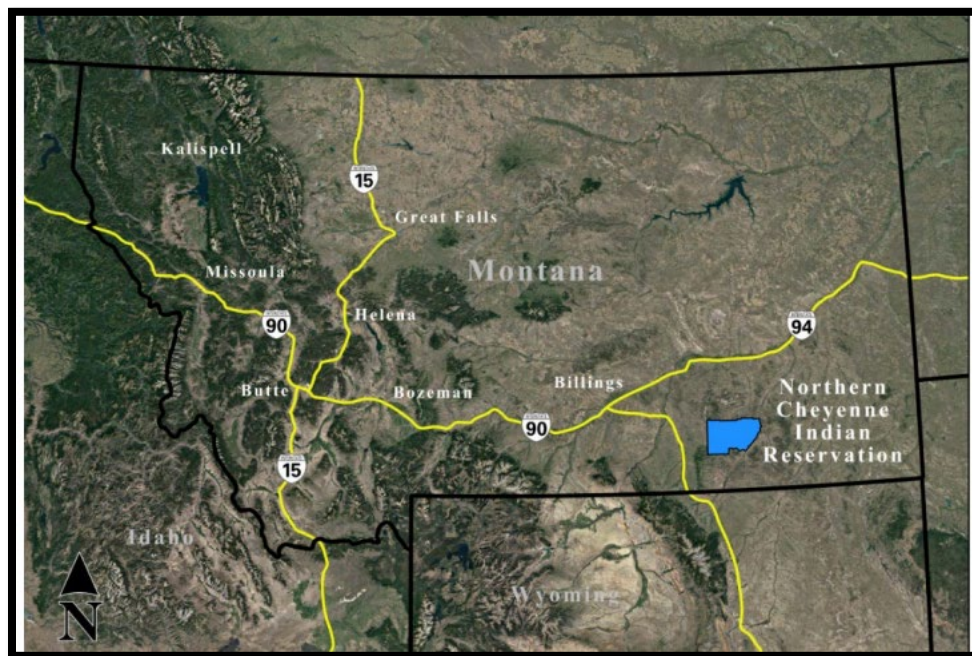 Kalispell
15
Great Falls
Missoula
Montana
90
Helena
94
Butte
Bozeman
Billings
90
Northern
Cheyenne
Indian
Reservation
15
Idaho
Wyoming
N